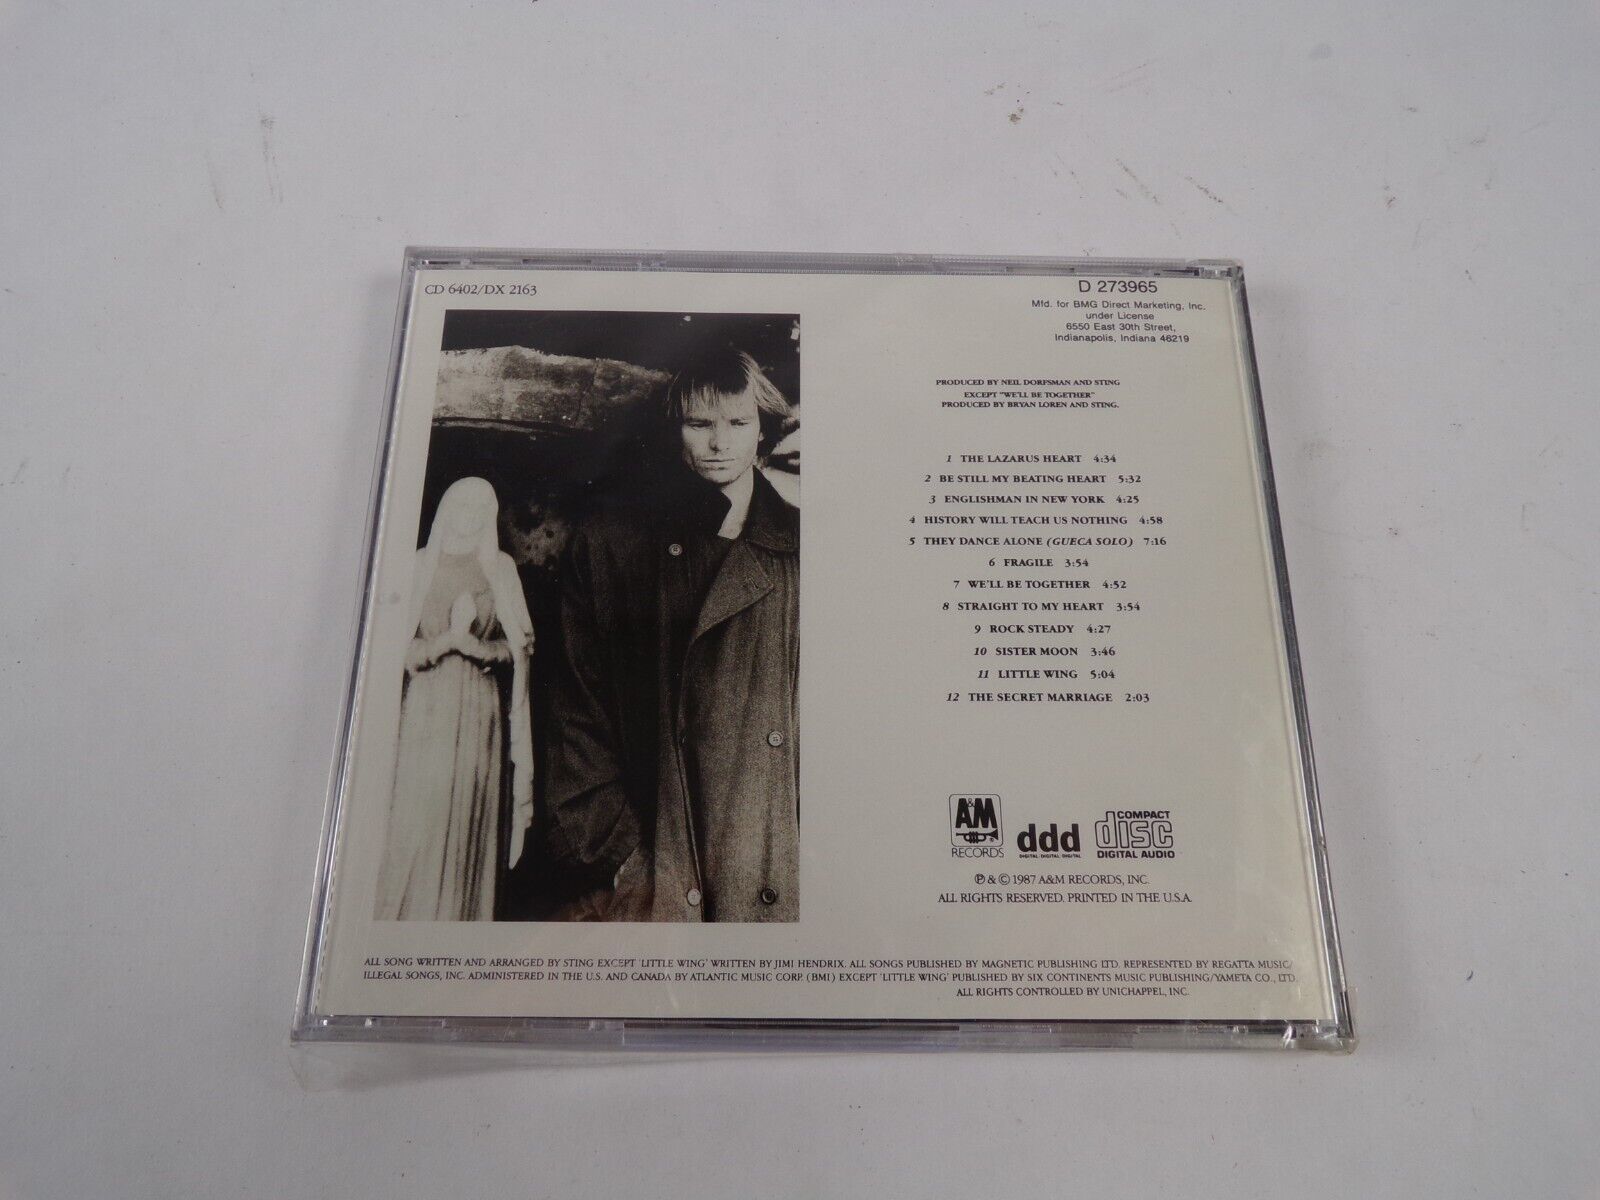 CD 6402/DX 2163
D 273965
Mfd. for BMG Direct Marketing, Inc.
under License
6550 East 30th Street,
Indianapolis, Indiana 46219
PRODUCED BY NEIL DORFSMAN AND STING
EXCEPT "WE'LL BE TOGETHER"
PRODUCED BY BRYAN LOREN AND STING.
1 THE LAZARUS HEART 4:34
2 BE STILL MY BEATING HEART 5:32
3 ENGLISHMAN IN NEW YORK 4:25
4 HISTORY WILL TEACH US NOTHING 4:58
5 THEY DANCE ALONE (GUECA SOLO) 7:16
6 FRAGILE 3:54
7 WE'LL BE TOGETHER 4:52
8 STRAIGHT TO MY HEART 3:54
9 ROCK STEADY 4:27
10 SISTER MOON 3:46
11 LITTLE WING 5:04
12 THE SECRET MARRIAGE 2:03
A&M
RECORDS
ddd
DIGITAL/DIGITAL/DIGITAL
COMPACT
disc
DIGITAL AUDIO
℗ & © 1987 A&M RECORDS, INC.
ALL RIGHTS RESERVED. PRINTED IN THE U.S.A.
ALL SONG WRITTEN AND ARRANGED BY STING EXCEPT 'LITTLE WING' WRITTEN BY JIMI HENDRIX. ALL SONGS PUBLISHED BY MAGNETIC PUBLISHING LTD. REPRESENTED BY REGATTA MUSIC/
ILLEGAL SONGS, INC. ADMINISTERED IN THE U.S. AND CANADA BY ATLANTIC MUSIC CORP. (BMI) EXCEPT 'LITTLE WING' PUBLISHED BY SIX CONTINENTS MUSIC PUBLISHING/YAMETA CO., LTD.
ALL RIGHTS CONTROLLED BY UNICHAPPEL, INC.